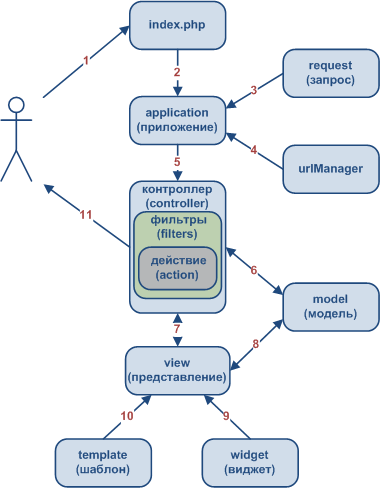 index.php
1
2
request
(запрос)
3
application
(приложение)
4
urlManager
5
контроллер
(controller)
фильтры
(filters)
11
действие
(action)
6
model
(модель)
7
8
view
(представление)
10
9
template
(шаблон)
widget
(виджет)